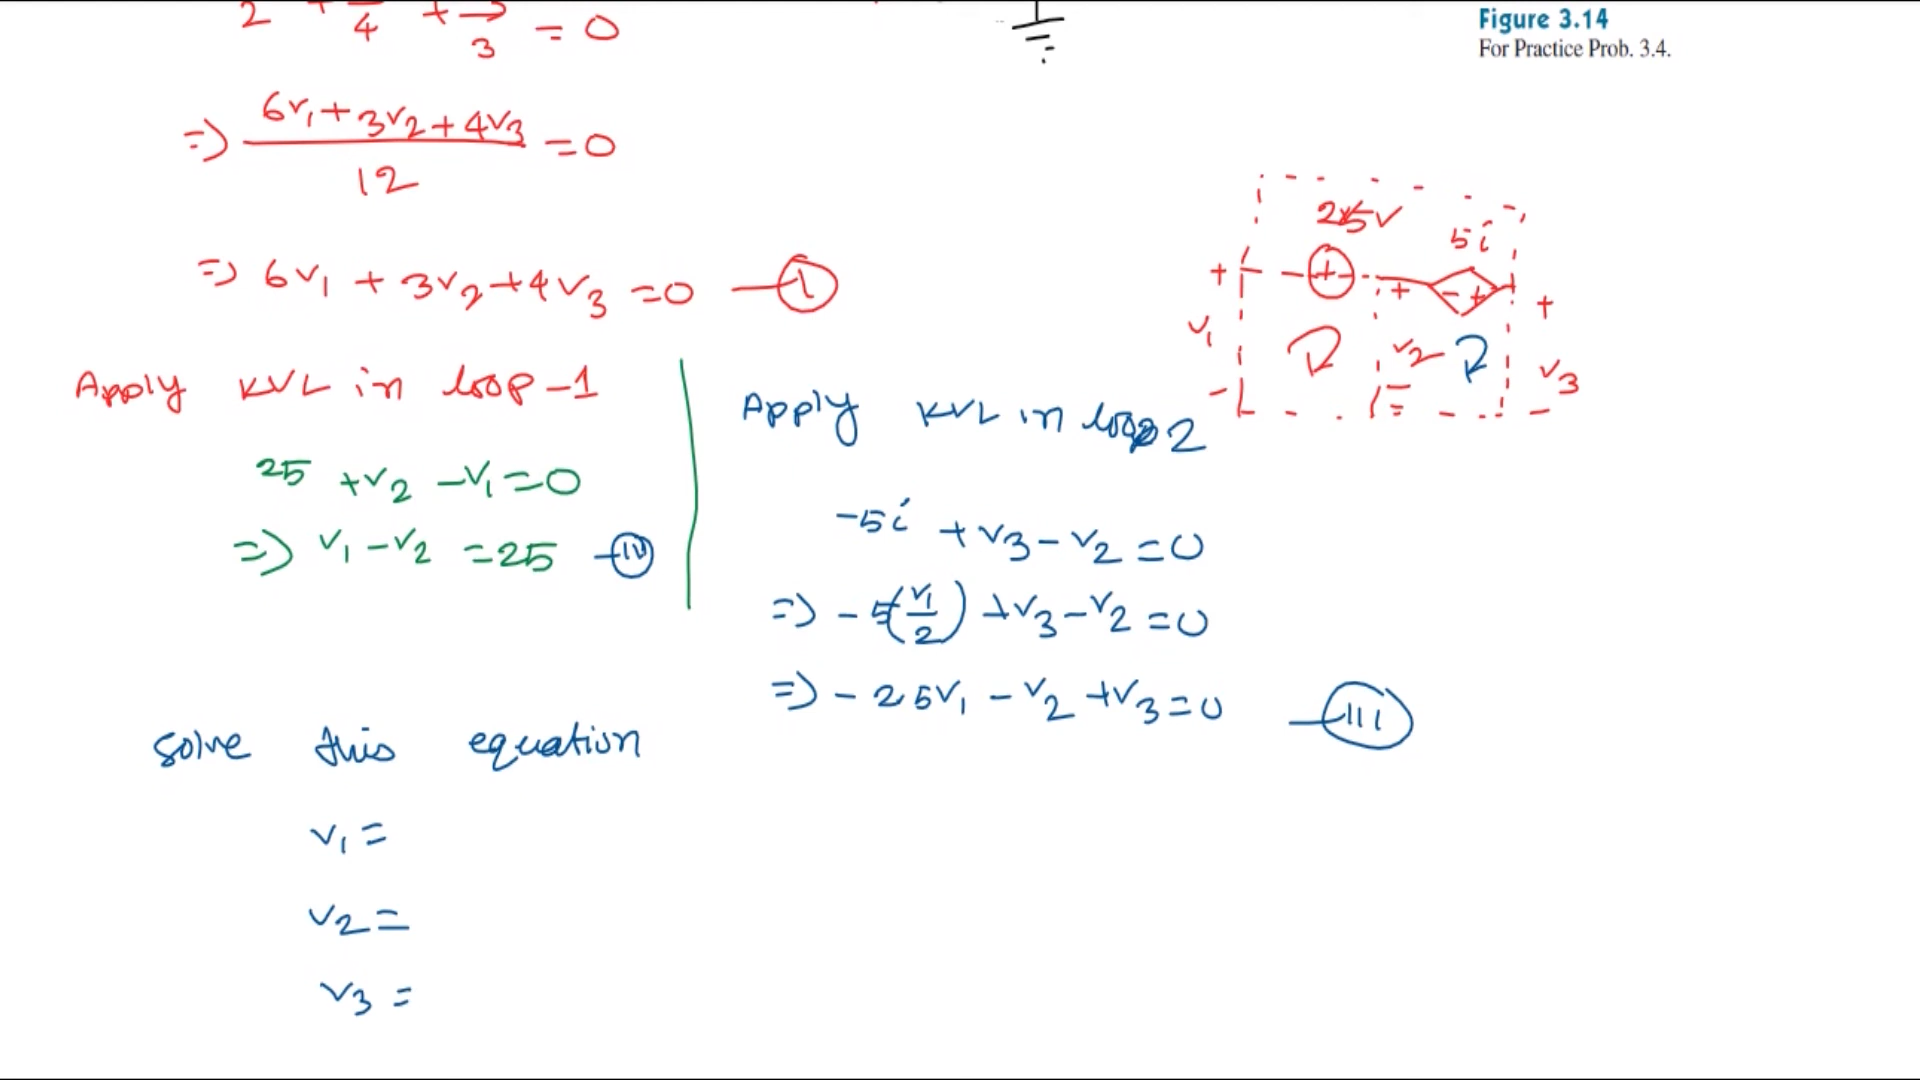 2 + 4 + 3 = 0
Figure 3.14
For Practice Prob. 3.4.
=> 6v₁ + 3v₂ + 4v₃ / 12 = 0
=> 6v₁ + 3v₂ + 4v₃ = 0 — I
25V
5i
+ - + + - + +
v₁ v₂ v₃
- - -
Apply KVL in loop-1
25 + v₂ - v₁ = 0
=> v₁ - v₂ = 25 — IV
Apply KVL in loop 2
-5i + v₃ - v₂ = 0
=> -5(v₁/2) + v₃ - v₂ = 0
=> -2.5v₁ - v₂ + v₃ = 0 — III
solve this equation
v₁ =
v₂ =
v₃ =